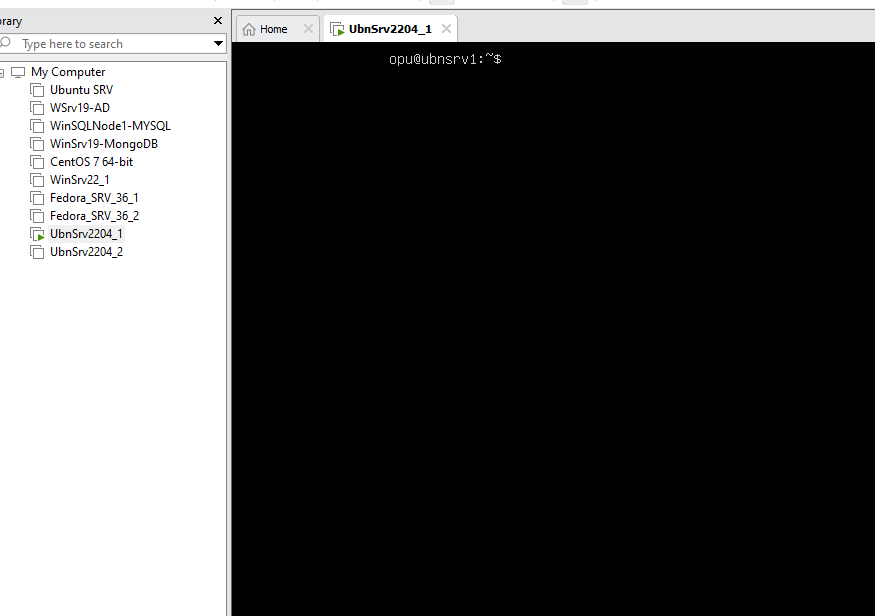 brary
Home
UbnSrv2204_1
Type here to search
opu@ubnsrv1:~$
My Computer
Ubuntu SRV
WSrv19-AD
WinSQLNode1-MYSQL
WinSrv19-MongoDB
CentOS 7 64-bit
WinSrv22_1
Fedora_SRV_36_1
Fedora_SRV_36_2
UbnSrv2204_1
UbnSrv2204_2